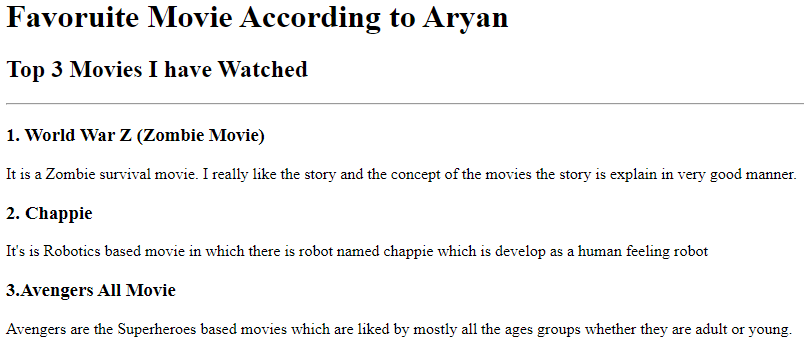 Favoruite Movie According to Aryan
Top 3 Movies I have Watched
1. World War Z (Zombie Movie)
It is a Zombie survival movie. I really like the story and the concept of the movies the story is explain in very good manner.
2. Chappie
It's is Robotics based movie in which there is robot named chappie which is develop as a human feeling robot
3.Avengers All Movie
Avengers are the Superheroes based movies which are liked by mostly all the ages groups whether they are adult or young.